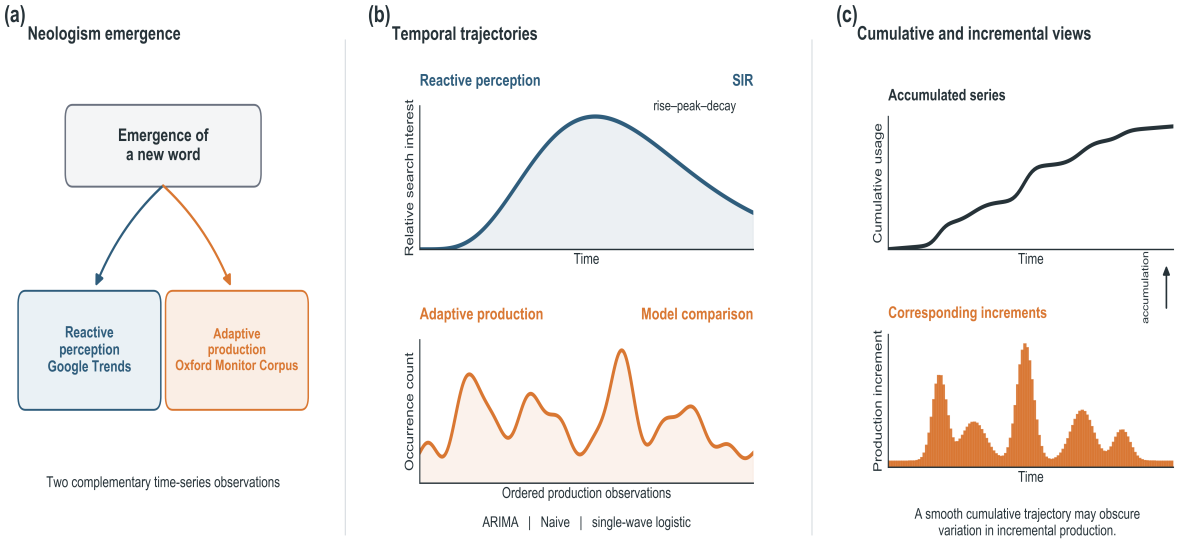 (a)
Neologism emergence
Emergence of
a new word
Reactive
perception
Google Trends
Adaptive
production
Oxford Monitor Corpus
Two complementary time-series observations
(b)
Temporal trajectories
Reactive perception
SIR
rise–peak–decay
Relative search interest
Time
Adaptive production
Model comparison
Occurrence count
Ordered production observations
ARIMA | Naive | single-wave logistic
(c)
Cumulative and incremental views
Accumulated series
Cumulative usage
Time
accumulation
Corresponding increments
Production increment
Time
A smooth cumulative trajectory may obscure
variation in incremental production.